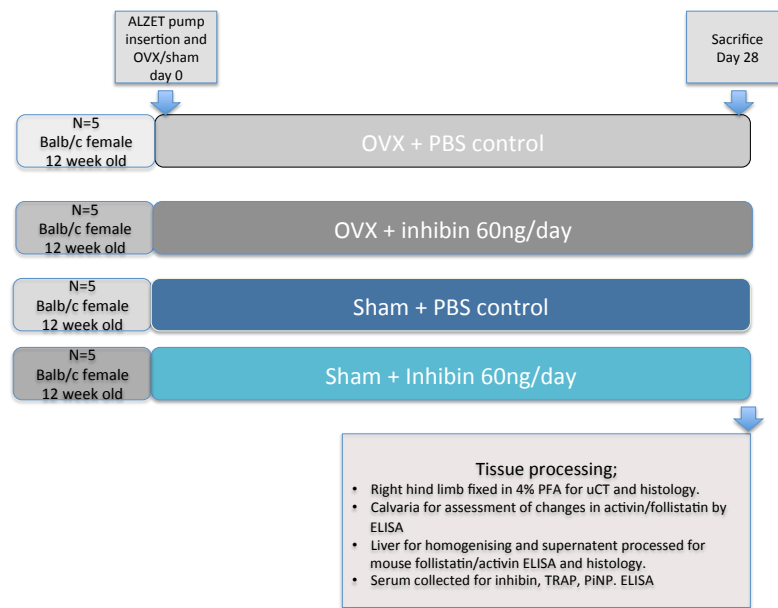 ALZET pump
insertion and
OVX/sham
day 0
Sacrifice
Day 28
N=5
Balb/c female
12 week old
OVX + PBS control
N=5
Balb/c female
12 week old
OVX + inhibin 60ng/day
N=5
Balb/c female
12 week old
Sham + PBS control
N=5
Balb/c female
12 week old
Sham + Inhibin 60ng/day
Tissue processing;
• Right hind limb fixed in 4% PFA for uCT and histology.
• Calvaria for assessment of changes in activin/follistatin by
ELISA
• Liver for homogenising and supernatent processed for
mouse follistatin/activin ELISA and histology.
• Serum collected for inhibin, TRAP, PiNP. ELISA